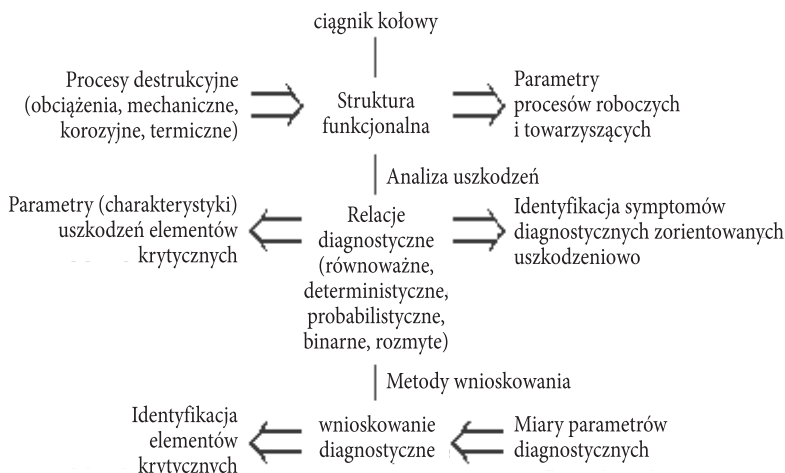 ciągnik kołowy
Procesy destrukcyjne
(obciążenia, mechaniczne,
korozyjne, termiczne)
Struktura
funkcjonalna
Parametry
procesów roboczych
i towarzyszących
Analiza uszkodzeń
Parametry (charakterystyki)
uszkodzeń elementów
krytycznych
Relacje
diagnostyczne
(równoważne,
deterministyczne,
probabilistyczne,
binarne, rozmyte)
Identyfikacja symptomów
diagnostycznych zorientowanych
uszkodzeniowo
Metody wnioskowania
Identyfikacja
elementów
krytycznych
wnioskowanie
diagnostyczne
Miary parametrów
diagnostycznych